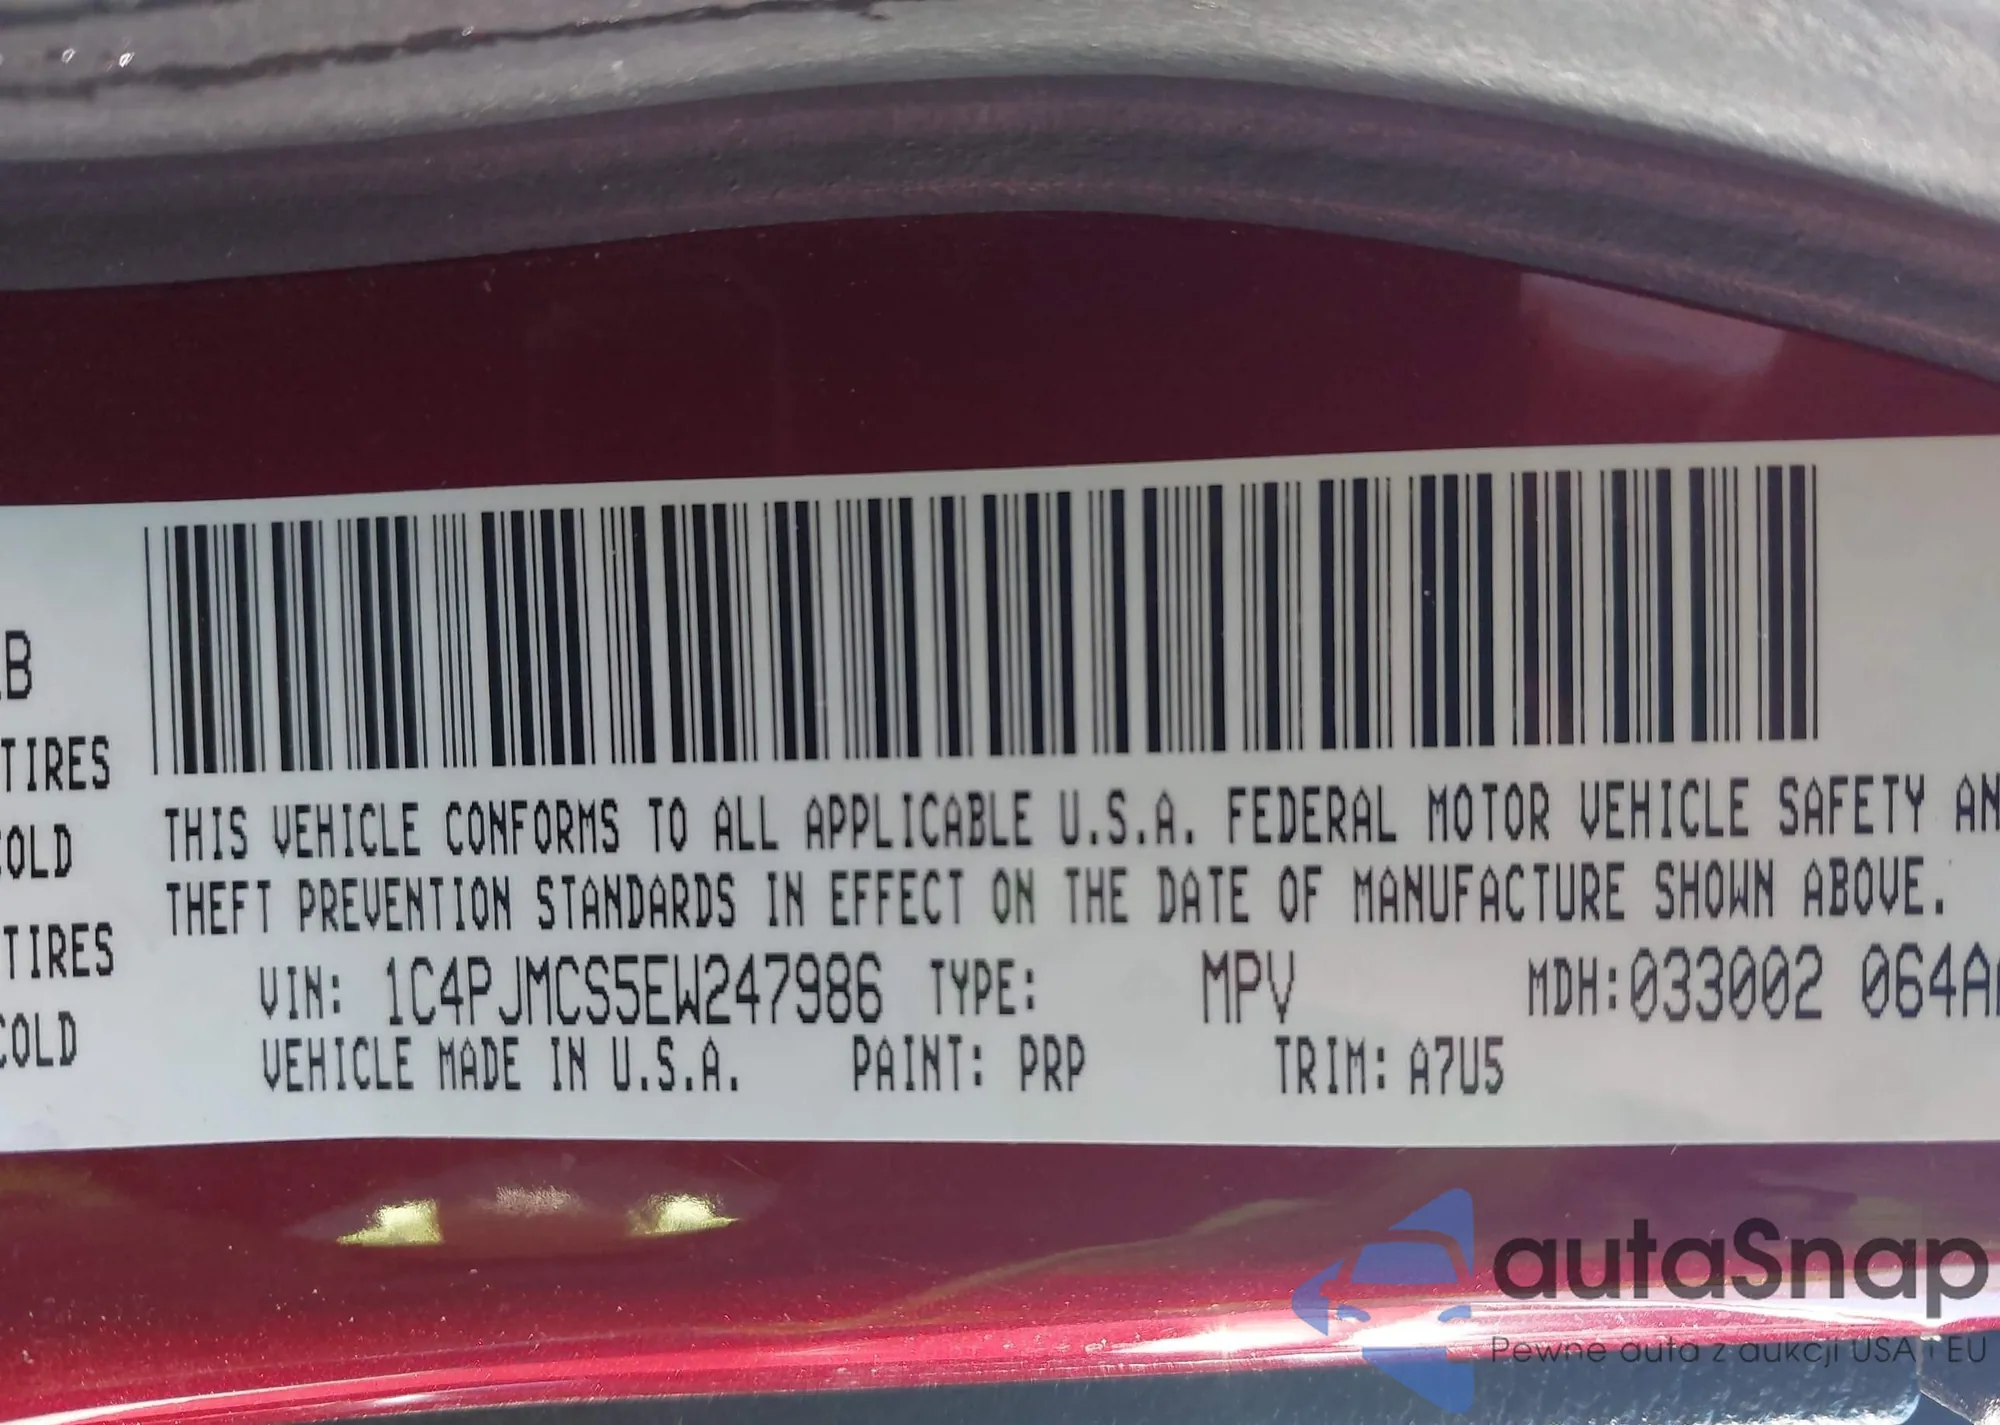 LB
TIRES
COLD
TIRES
COLD
THIS VEHICLE CONFORMS TO ALL APPLICABLE U.S.A. FEDERAL MOTOR VEHICLE SAFETY AN
THEFT PREVENTION STANDARDS IN EFFECT ON THE DATE OF MANUFACTURE SHOWN ABOVE.
VIN: 1C4PJMCS5EW247986 TYPE: MPV MDH:033002 064AA
VEHICLE MADE IN U.S.A. PAINT: PRP TRIM: A7U5
autaSnap
Pewne auta z aukcji USA i EU